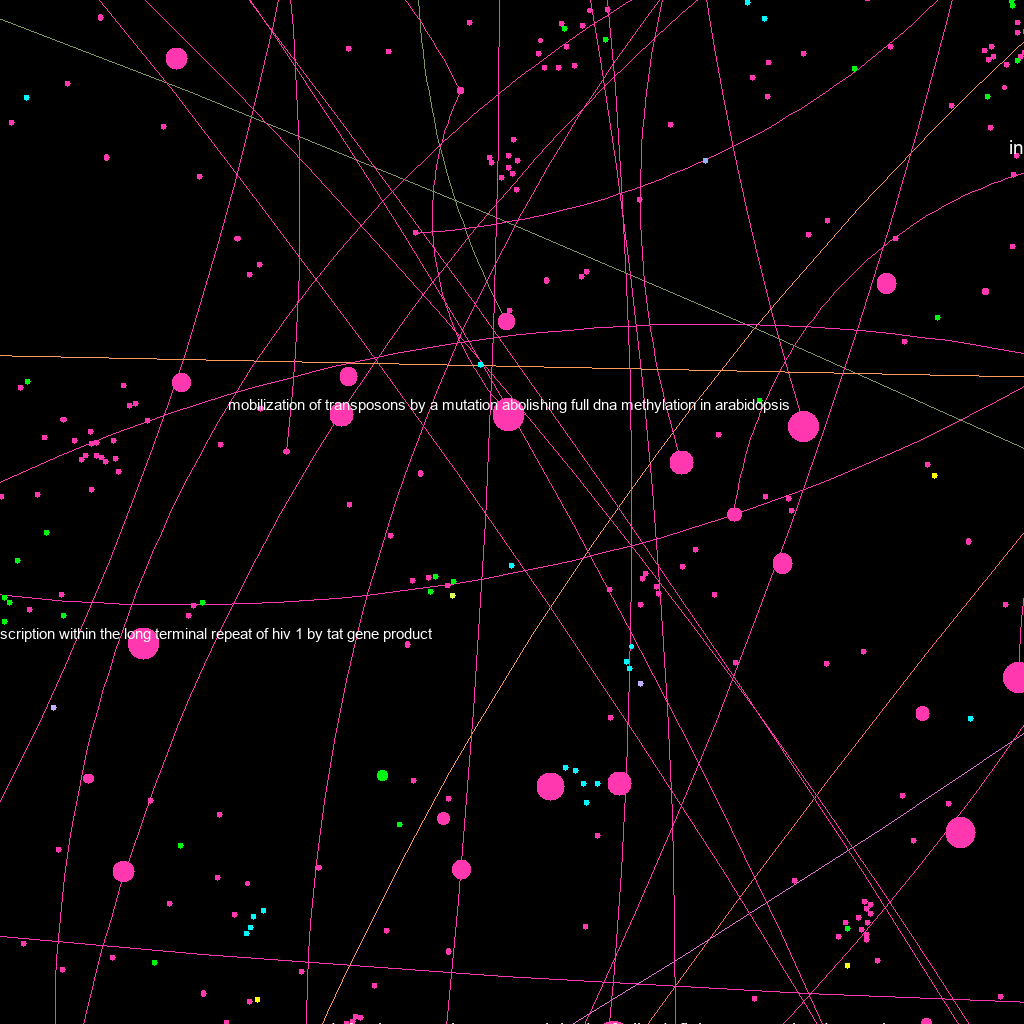 in
mobilization of transposons by a mutation abolishing full dna methylation in arabidopsis
scription within the long terminal repeat of hiv 1 by tat gene product